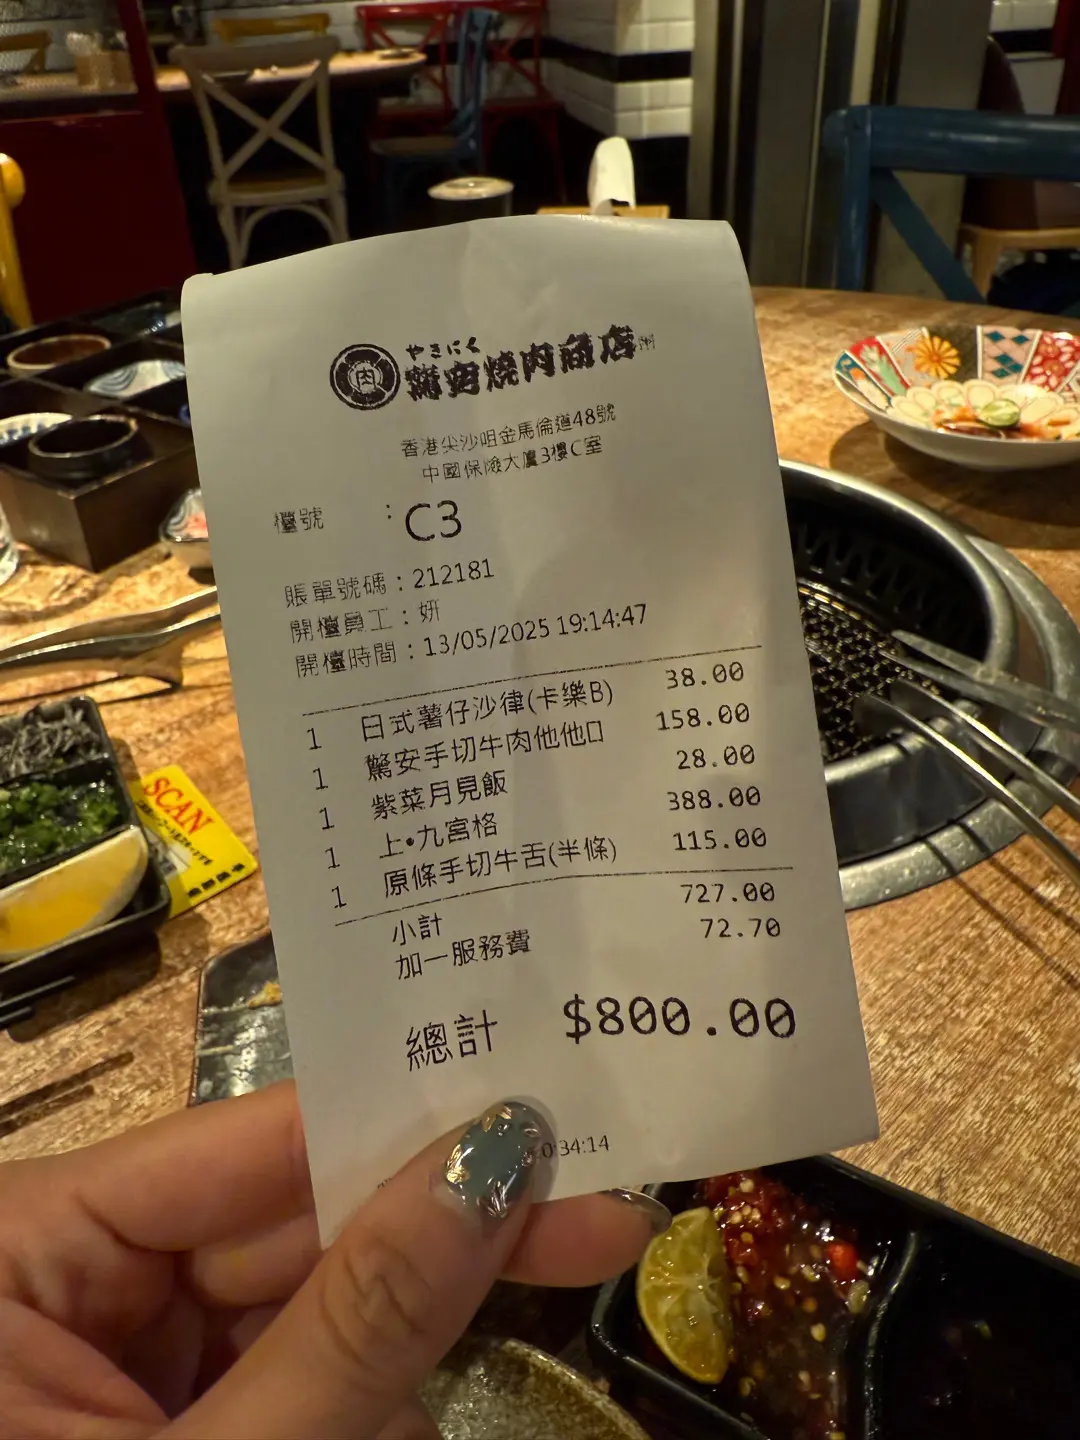 肉
やきにく
驚安燒肉商店
香港尖沙咀金馬倫道48號
中國保險大廈3樓C室
檯號 : C3
賬單號碼 : 212181
開檯員工 : 妍
開檯時間 : 13/05/2025 19:14:47
1 日式薯仔沙律(卡樂B) 38.00
1 驚安手切牛肉他他口 158.00
1 紫菜月見飯 28.00
1 上•九宮格 388.00
1 原條手切牛舌(半條) 115.00
小計 727.00
加一服務費 72.70
總計 $800.00
0:34:14
SCAN